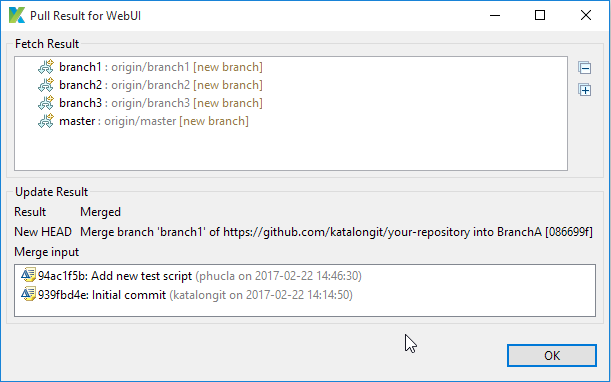 Pull Result for WebUI
Fetch Result
branch1 : origin/branch1 [new branch]
branch2 : origin/branch2 [new branch]
branch3 : origin/branch3 [new branch]
master : origin/master [new branch]
Update Result
Result Merged
New HEAD Merge branch 'branch1' of https://github.com/katalongit/your-repository into BranchA [086699f]
Merge input
94ac1f5b: Add new test script (phucla on 2017-02-22 14:46:30)
939fbd4e: Initial commit (katalongit on 2017-02-22 14:14:50)
OK